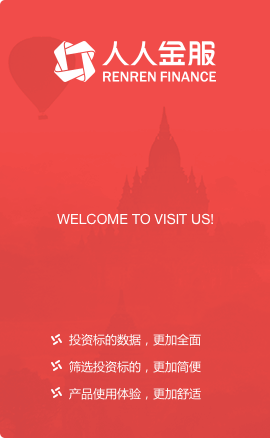 人人金服
RENREN FINANCE
WELCOME TO VISIT US!
投资标的数据，更加全面
筛选投资标的，更加简便
产品使用体验，更加舒适